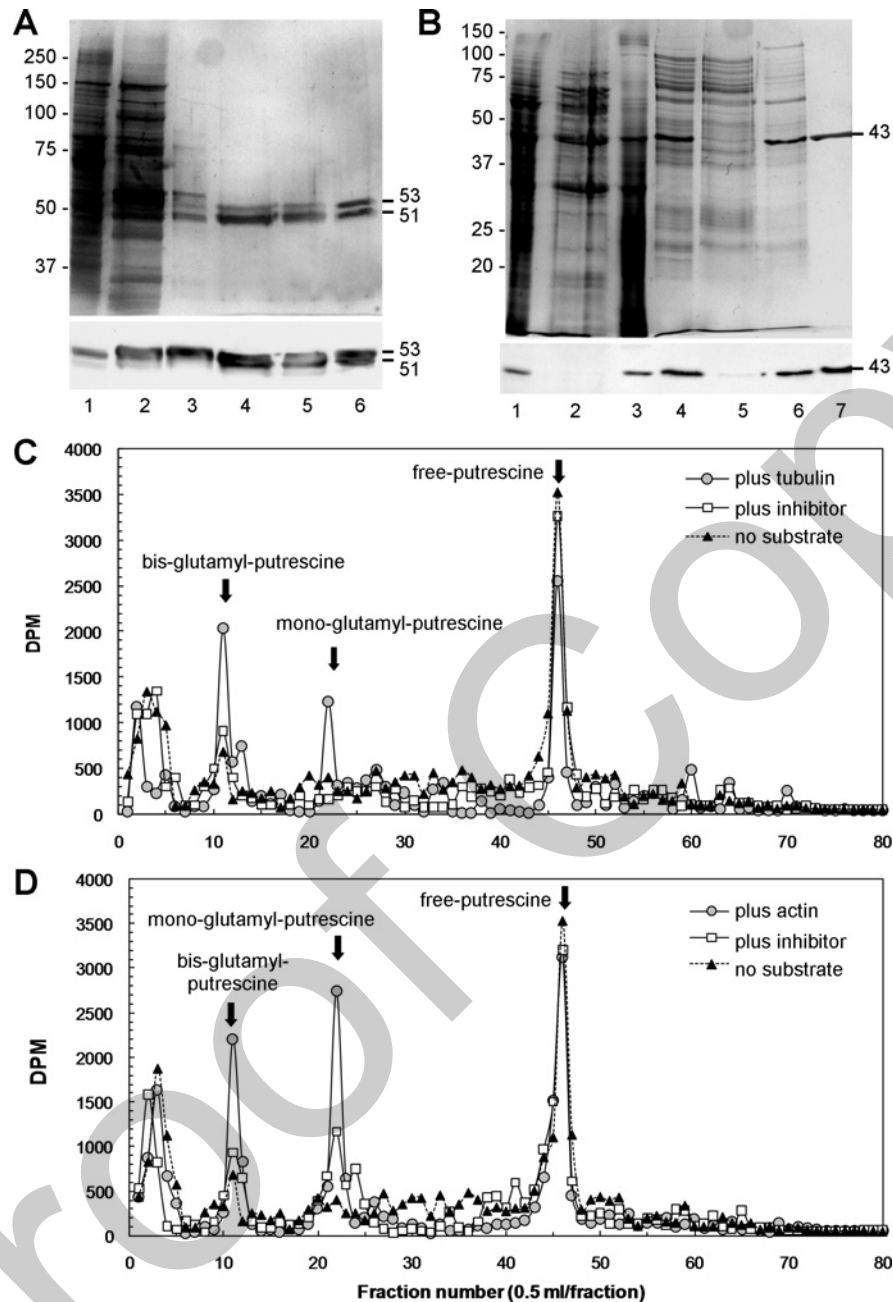 A
250 -
150 -
100 -
75 -
50 -
37 -
53
51
53
51
1 2 3 4 5 6
B
150 -
100 -
75 -
50 -
37 -
25 -
20 -
43
43
1 2 3 4 5 6 7
C
4000
3500
3000
2500
2000
1500
1000
500
0
DPM
free-putrescine
bis-glutamyl-putrescine
mono-glutamyl-putrescine
plus tubulin
plus inhibitor
no substrate
0 10 20 30 40 50 60 70 80
D
4000
3500
3000
2500
2000
1500
1000
500
0
DPM
mono-glutamyl-putrescine
free-putrescine
bis-glutamyl-
putrescine
plus actin
plus inhibitor
no substrate
0 10 20 30 40 50 60 70 80
Fraction number (0.5 ml/fraction)
roof of Cop